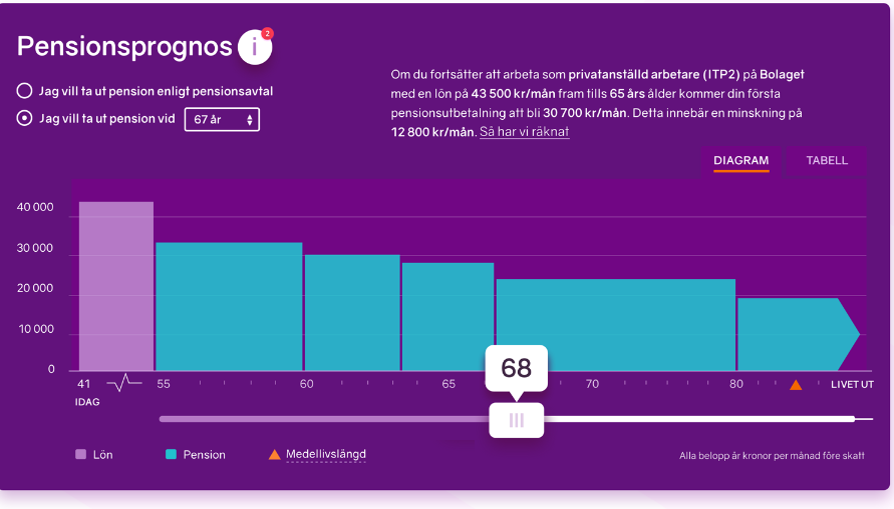 Pensionsprognos i 2
Jag vill ta ut pension enligt pensionsavtal
Jag vill ta ut pension vid 67 år
Om du fortsätter att arbeta som privatanställd arbetare (ITP2) på Bolaget
med en lön på 43 500 kr/mån fram tills 65 års ålder kommer din första
pensionsutbetalning att bli 30 700 kr/mån. Detta innebär en minskning på
12 800 kr/mån. Så har vi räknat
DIAGRAM TABELL
40 000
30 000
20 000
10 000
0
68
41 55 60 65 70 80 LIVET UT
IDAG
Lön Pension Medellivslängd
Alla belopp är kronor per månad före skatt